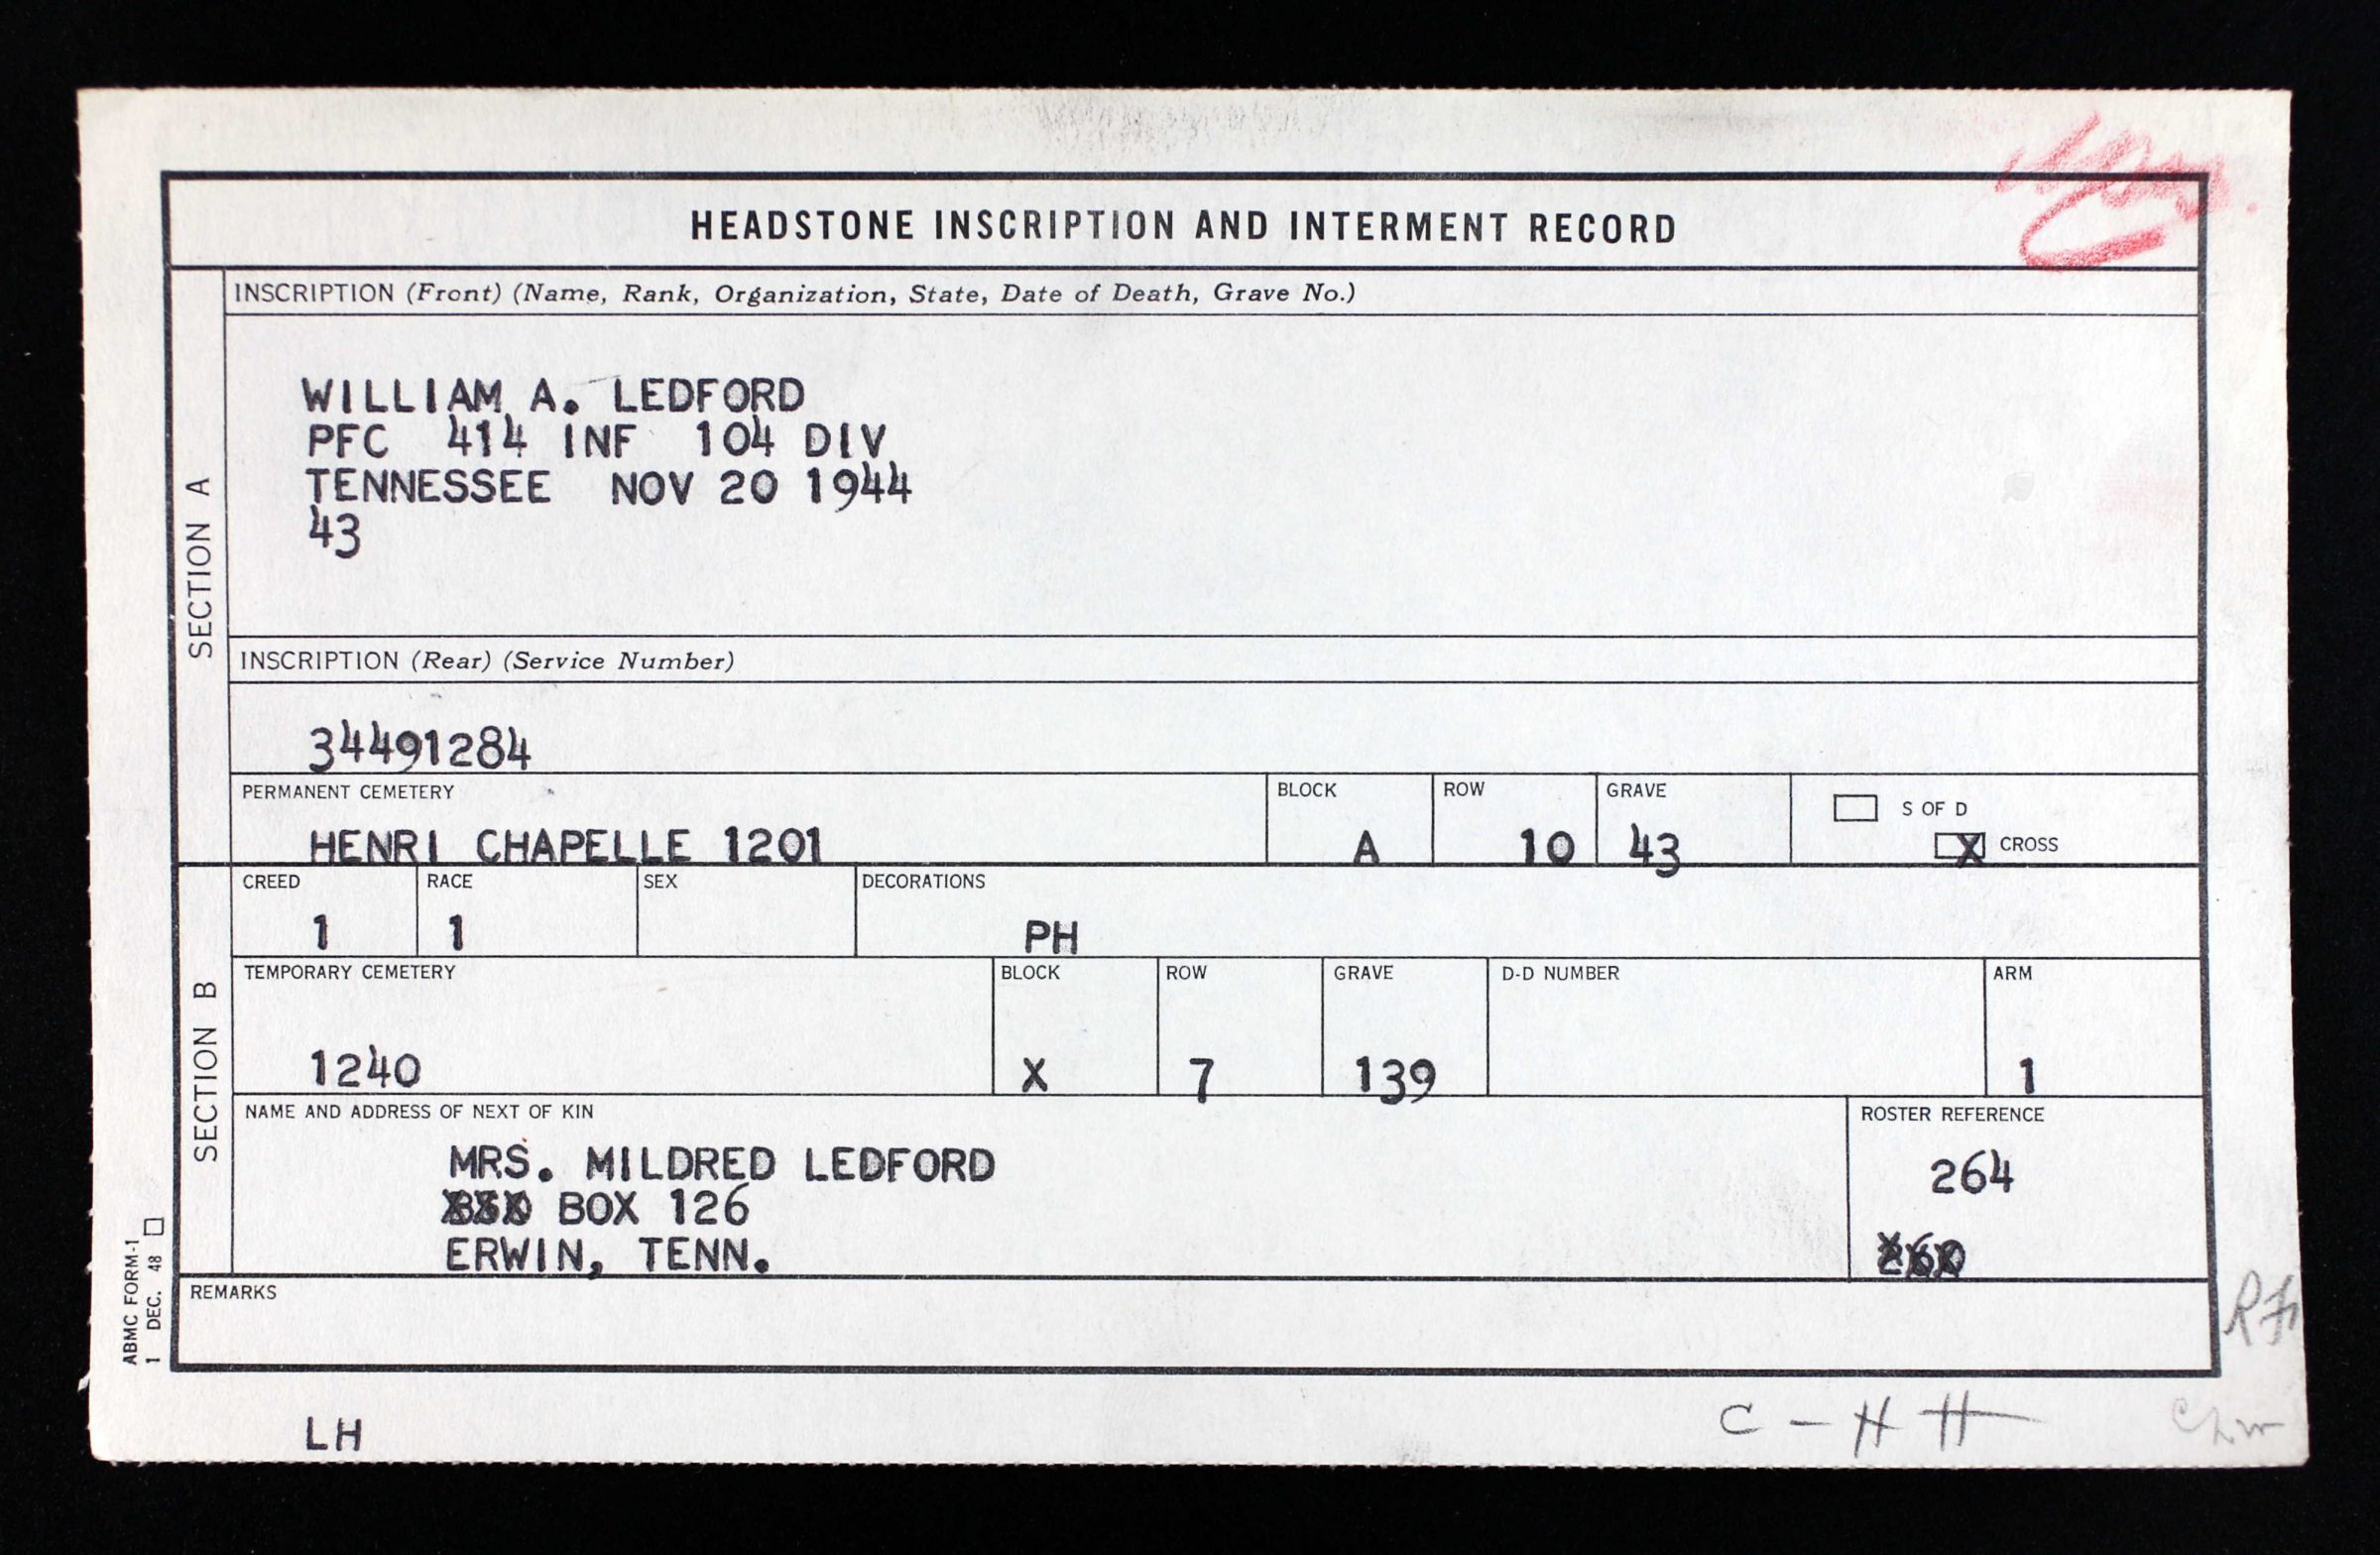 HEADSTONE INSCRIPTION AND INTERMENT RECORD
SECTION A
INSCRIPTION (Front) (Name, Rank, Organization, State, Date of Death, Grave No.)
WILLIAM A. LEDFORD
PFC 414 INF 104 DIV
TENNESSEE NOV 20 1944
43
INSCRIPTION (Rear) (Service Number)
34491284
PERMANENT CEMETERY
HENRI CHAPELLE 1201
BLOCK
A
ROW
10
GRAVE
43
S OF D
X CROSS
SECTION B
CREED
1
RACE
1
SEX
DECORATIONS
PH
TEMPORARY CEMETERY
1240
BLOCK
X
ROW
7
GRAVE
139
D-D NUMBER
ARM
1
NAME AND ADDRESS OF NEXT OF KIN
MRS. MILDRED LEDFORD
BOX 126
ERWIN, TENN.
ROSTER REFERENCE
264
REMARKS
ABMC FORM-1
1 DEC. 48
LH
C - H H